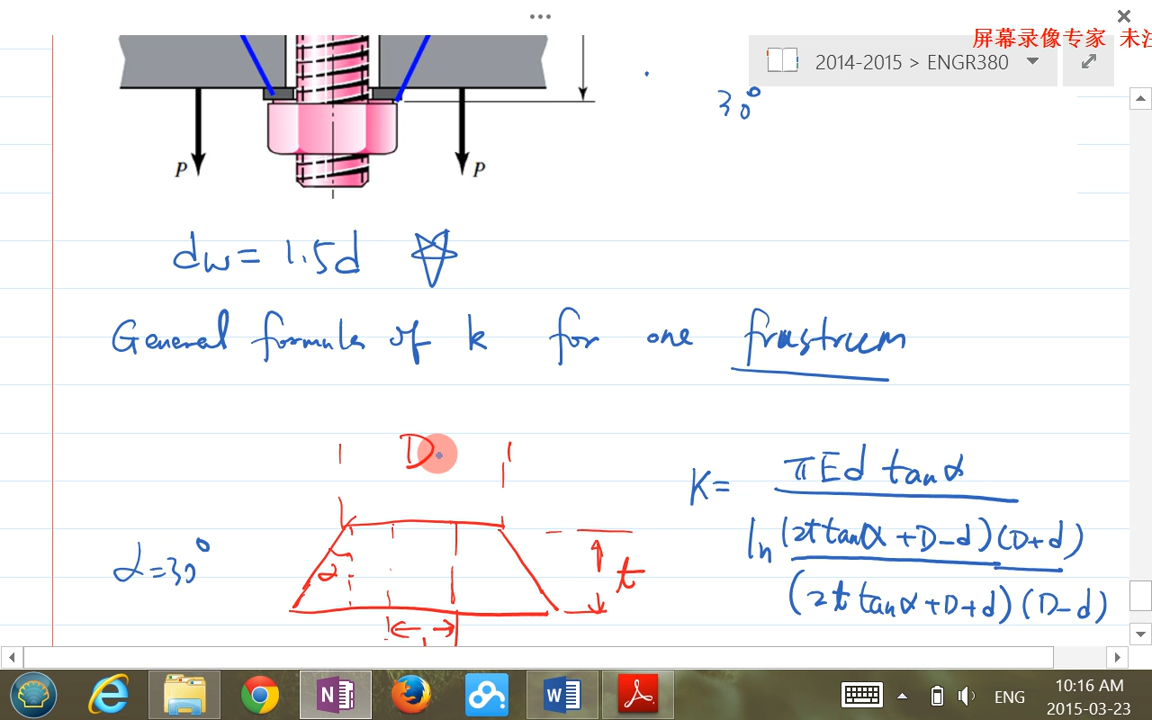 屏幕录像专家 未注
2014-2015 > ENGR380
30°
P
P
dw = 1.5d
General formula of k for one frustrum
D
α=30°
α
t
K= πEd tanα
ln (2t tanα + D-d)(D+d)
(2t tanα+D+d)(D-d)
N
W
ENG
10:16 AM
2015-03-23